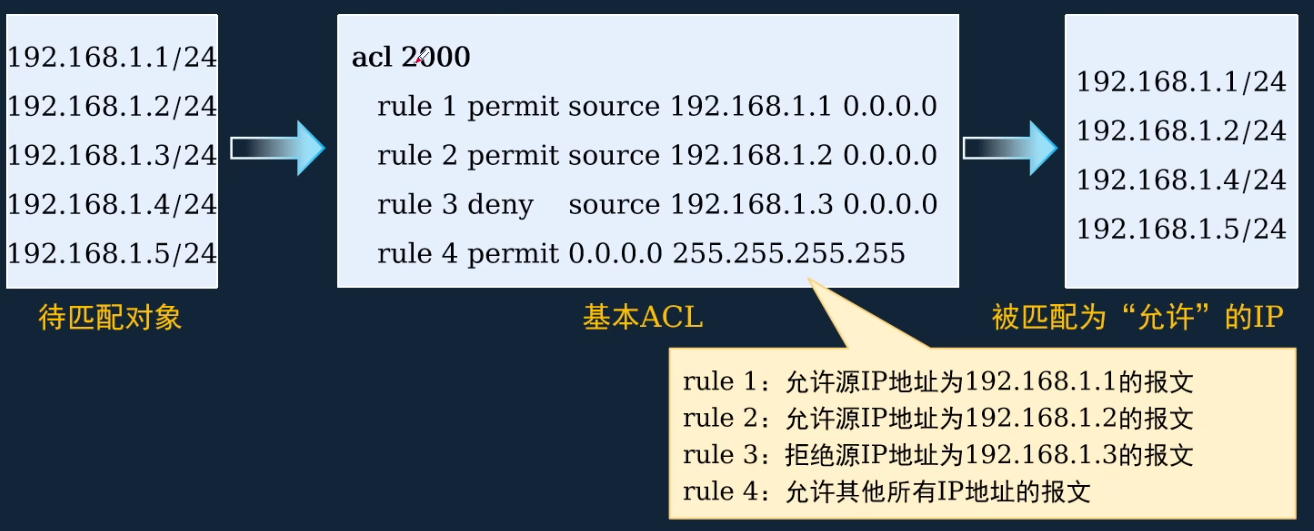 192.168.1.1/24
192.168.1.2/24
192.168.1.3/24
192.168.1.4/24
192.168.1.5/24
待匹配对象
acl 2000
rule 1 permit source 192.168.1.1 0.0.0.0
rule 2 permit source 192.168.1.2 0.0.0.0
rule 3 deny source 192.168.1.3 0.0.0.0
rule 4 permit 0.0.0.0 255.255.255.255
基本ACL
192.168.1.1/24
192.168.1.2/24
192.168.1.4/24
192.168.1.5/24
被匹配为“允许”的IP
rule 1：允许源IP地址为192.168.1.1的报文
rule 2：允许源IP地址为192.168.1.2的报文
rule 3：拒绝源IP地址为192.168.1.3的报文
rule 4：允许其他所有IP地址的报文